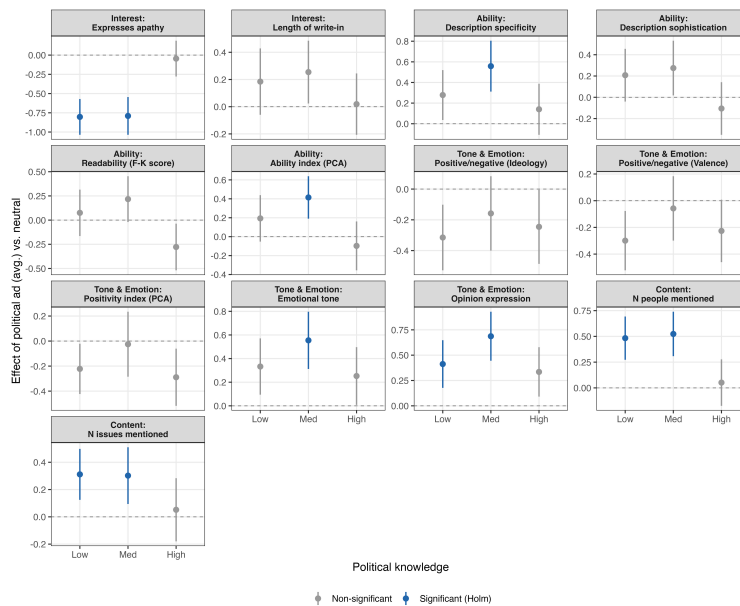 Interest:
Expresses apathy
0.00
-0.25
-0.50
-0.75
-1.00
Interest:
Length of write-in
0.4
0.2
0.0
-0.2
Ability:
Description specificity
0.8
0.6
0.4
0.2
0.0
Ability:
Description sophistication
0.4
0.2
0.0
-0.2
Ability:
Readability (F-K score)
0.50
0.25
0.00
-0.25
-0.50
Ability:
Ability index (PCA)
0.6
0.4
0.2
0.0
-0.2
-0.4
Tone & Emotion:
Positive/negative (Ideology)
0.0
-0.2
-0.4
Tone & Emotion:
Positive/negative (Valence)
0.0
-0.2
-0.4
Tone & Emotion:
Positivity index (PCA)
0.2
0.0
-0.2
-0.4
Tone & Emotion:
Emotional tone
0.8
0.6
0.4
0.2
0.0
Low Med High
Tone & Emotion:
Opinion expression
0.75
0.50
0.25
0.00
Low Med High
Content:
N people mentioned
0.75
0.50
0.25
0.00
Low Med High
Content:
N issues mentioned
0.4
0.2
0.0
-0.2
Low Med High
Effect of political ad (avg.) vs. neutral
Political knowledge
Non-significant Significant (Holm)